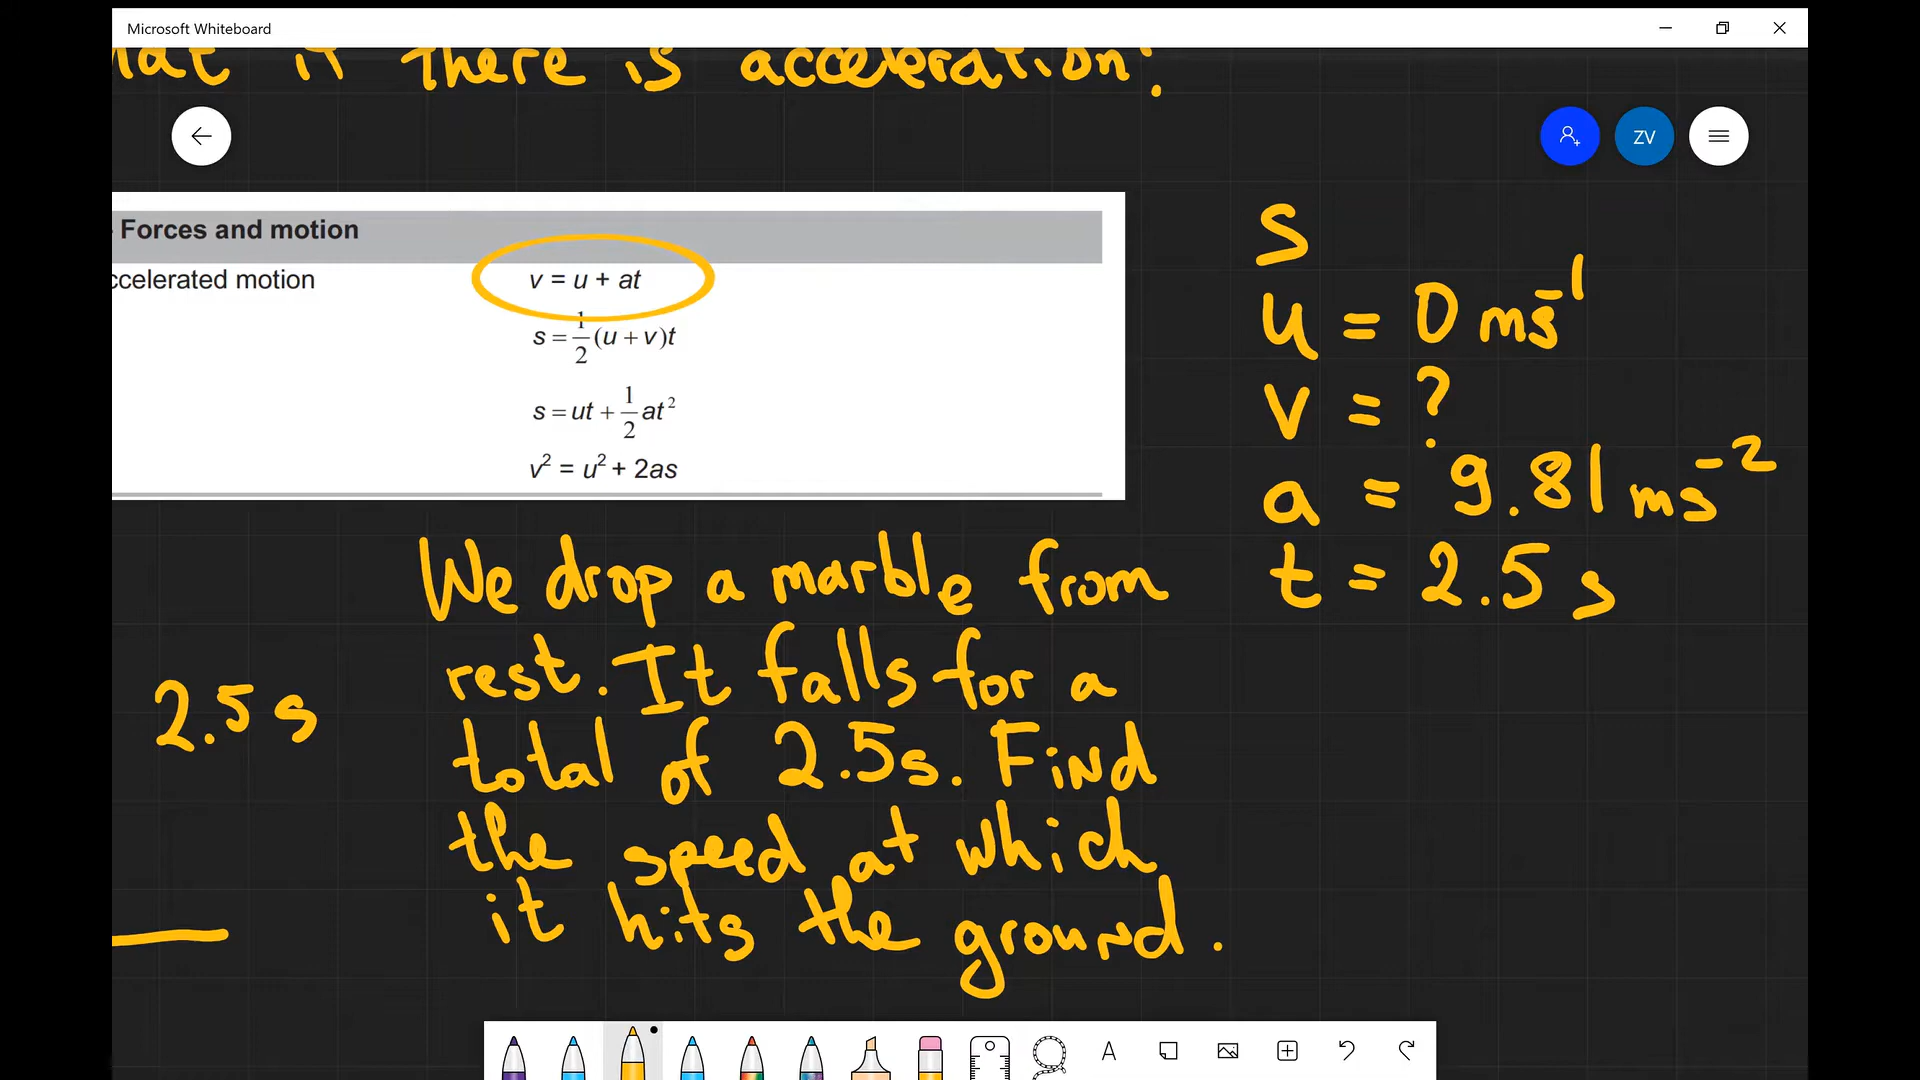 Microsoft Whiteboard
it there is acceleration?
ZV
Forces and motion
ccelerated motion
v = u + at
s = 1/2 (u + v)t
s = ut + 1/2 at²
v² = u² + 2as
S
u = 0 ms⁻¹
v = ?
a = 9.81 ms⁻²
t = 2.5 s
2.5 s
We drop a marble from
rest. It falls for a
total of 2.5s. Find
the speed at which
it hits the ground.
A